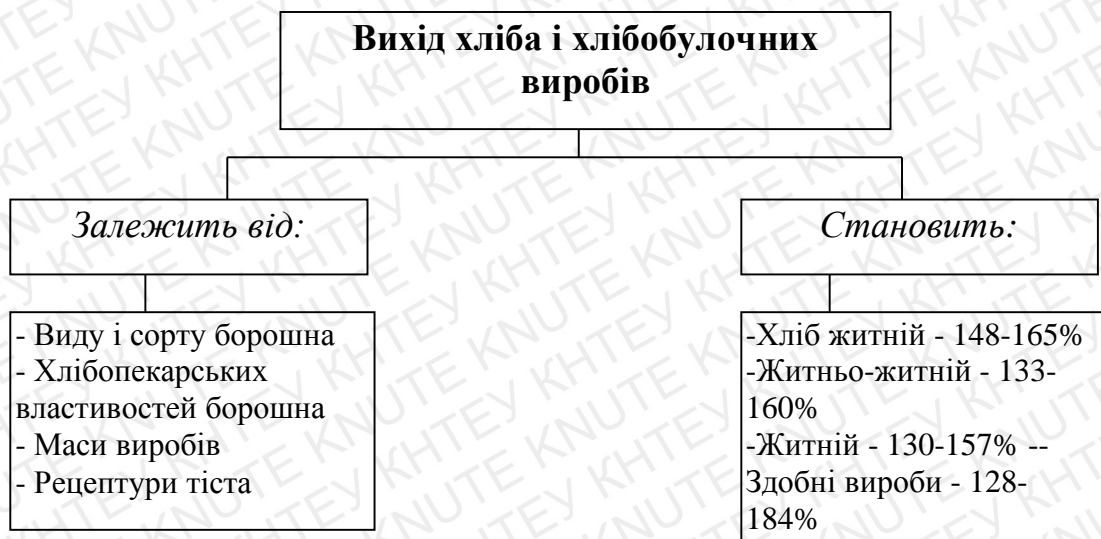 Вихід хліба і хлібобулочних
виробів
Залежить від:
- Виду і сорту борошна
- Хлібопекарських
властивостей борошна
- Маси виробів
- Рецептури тіста
Становить:
-Хліб житній - 148-165%
-Житньо-житній - 133-
160%
-Житній - 130-157% --
Здобні вироби - 128-
184%